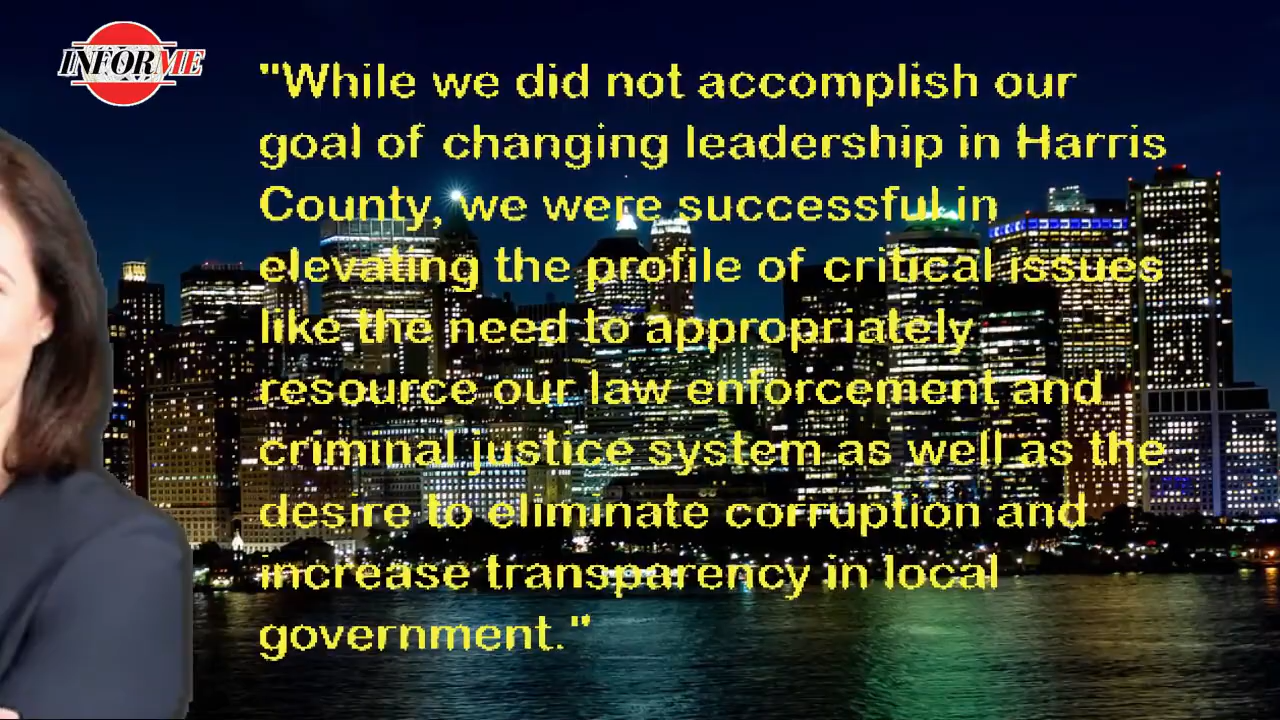 INFORME
"While we did not accomplish our
goal of changing leadership in Harris
County, we were successful in
elevating the profile of critical issues
like the need to appropriately
resource our law enforcement and
criminal justice system as well as the
desire to eliminate corruption and
increase transparency in local
government."